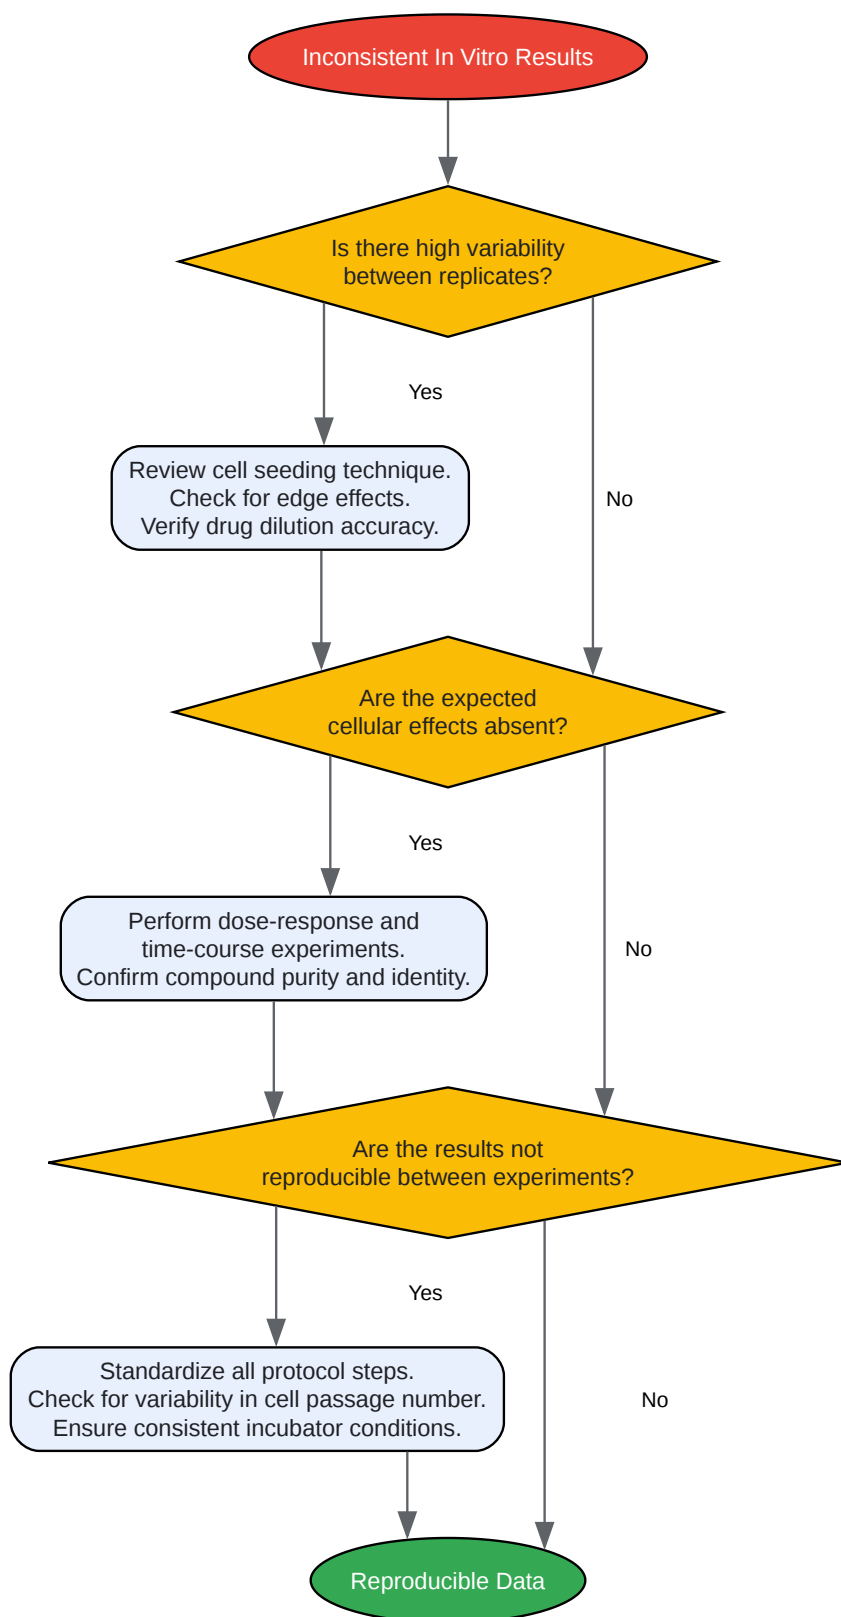 Inconsistent In Vitro Results
Is there high variability
between replicates?
Yes
Review cell seeding technique.
Check for edge effects.
Verify drug dilution accuracy.
No
Are the expected
cellular effects absent?
Yes
Perform dose-response and
time-course experiments.
Confirm compound purity and identity.
No
Are the results not
reproducible between experiments?
Yes
Standardize all protocol steps.
Check for variability in cell passage number.
Ensure consistent incubator conditions.
No
Reproducible Data